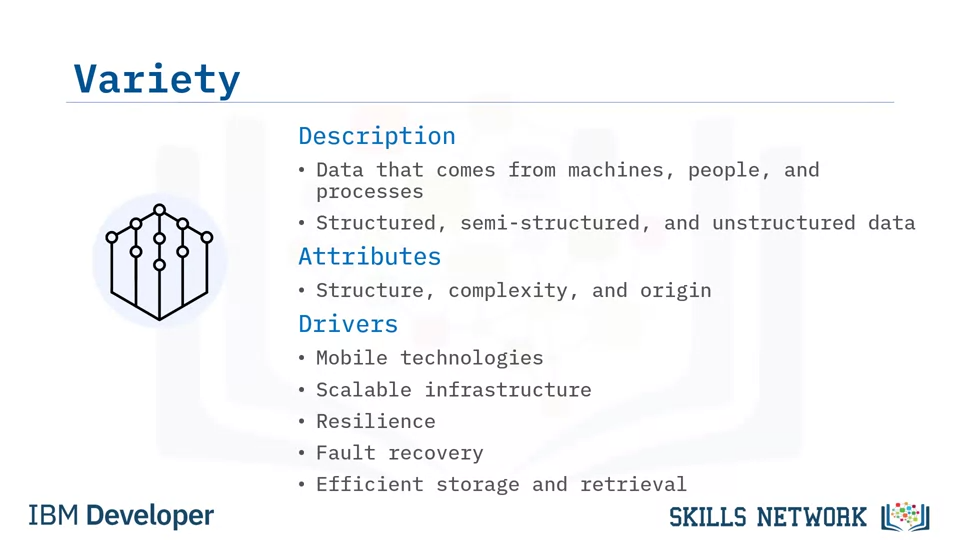 Variety
Description
• Data that comes from machines, people, and
processes
• Structured, semi-structured, and unstructured data
Attributes
• Structure, complexity, and origin
Drivers
• Mobile technologies
• Scalable infrastructure
• Resilience
• Fault recovery
• Efficient storage and retrieval
IBM Developer
SKILLS NETWORK